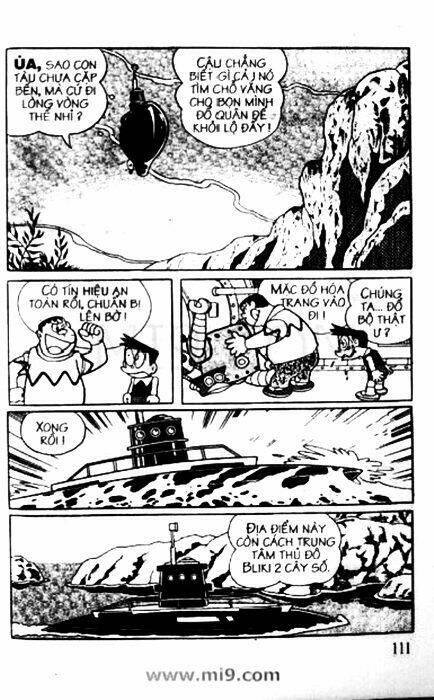 ỦA, SAO CON
TÀU CHƯA CẶP
BẾN, MÀ CỨ ĐI
LÒNG VÒNG
THẾ NHỈ?
CẬU CHẲNG
BIẾT GÌ CẢ! NÓ
TÌM CHỖ VẮNG
CHO BỌN MÌNH
ĐỔ QUÂN ĐỂ
KHỎI LỘ ĐẤY!
CÓ TÍN HIỆU AN
TOÀN RỒI, CHUẨN BỊ
LÊN BỜ!
MẶC ĐỒ HÓA
TRANG VÀO
ĐI!
CHÚNG
TA... ĐỔ
BỘ THẬT
Ư?
XONG
RỒI!
ĐỊA ĐIỂM NÀY
CÒN CÁCH TRUNG
TÂM THỦ ĐÔ
BLIKI 2 CÂY SỐ.
111
www.mi9.com